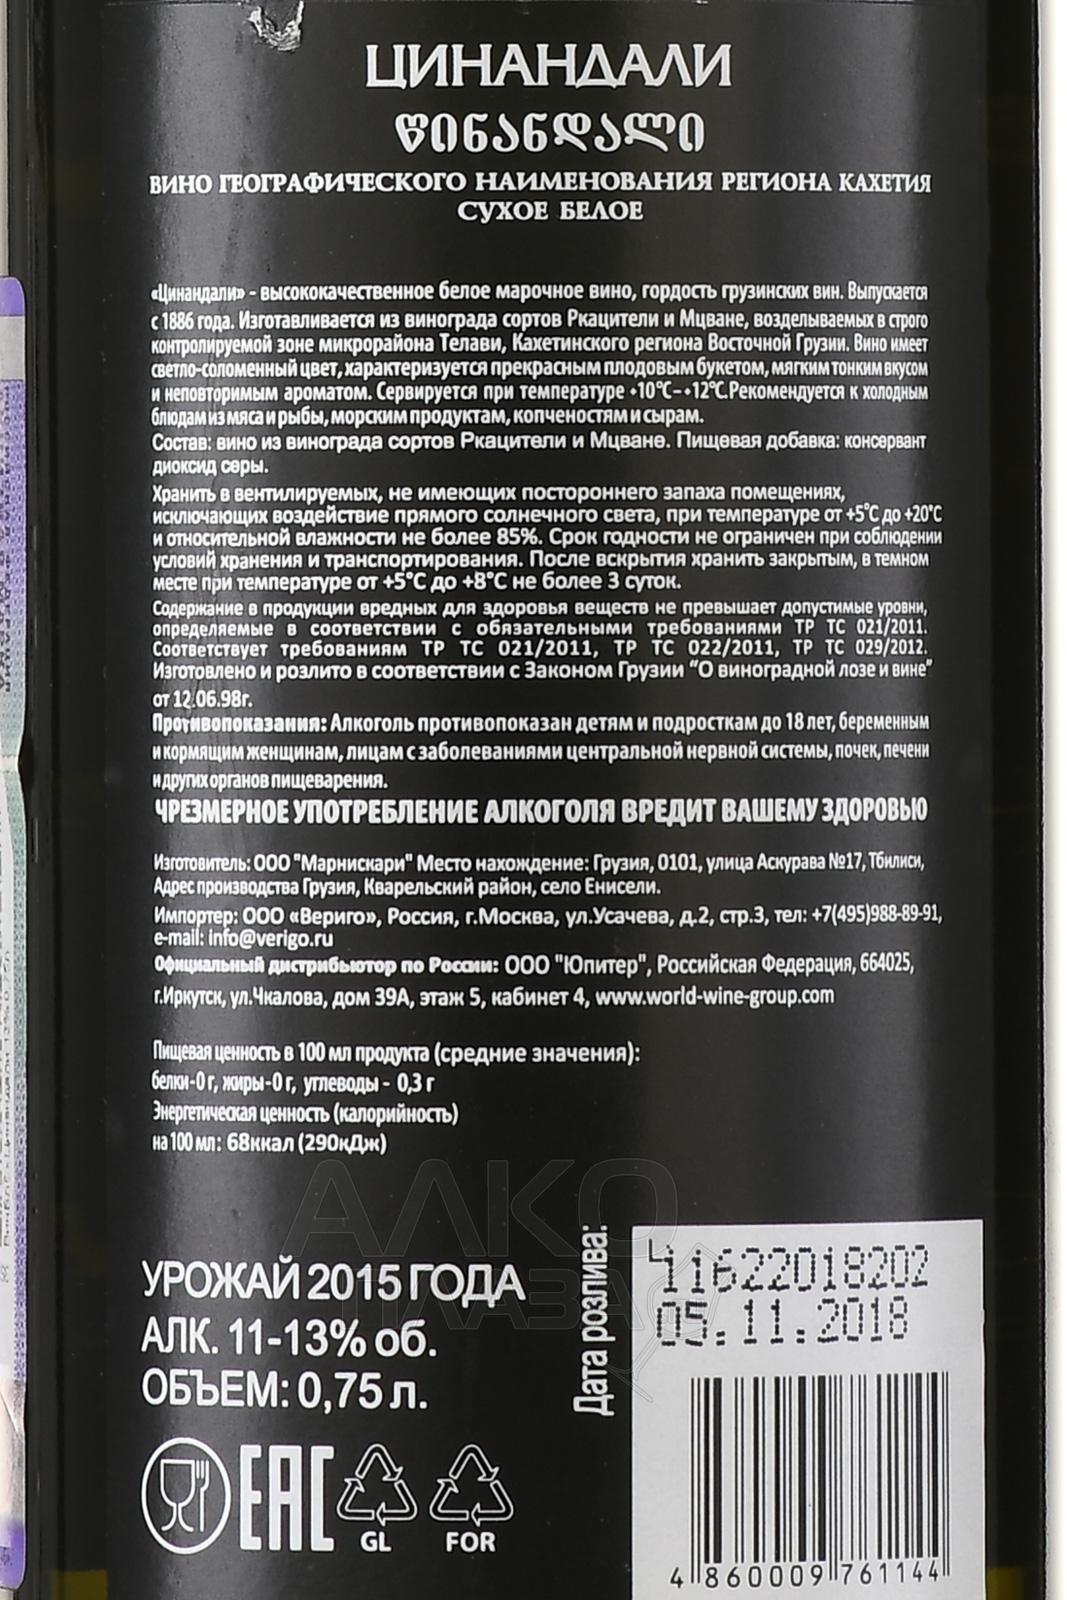 ЦИНАНДАЛИ
წინანდალი
ВИНО ГЕОГРАФИЧЕСКОГО НАИМЕНОВАНИЯ РЕГИОНА КАХЕТИЯ
СУХОЕ БЕЛОЕ
«Цинандали» - высококачественное белое марочное вино, гордость грузинских вин. Выпускается
с 1886 года. Изготавливается из винограда сортов Ркацители и Мцване, возделываемых в строго
контролируемой зоне микрорайона Телави, Кахетинского региона Восточной Грузии. Вино имеет
светло-соломенный цвет, характеризуется прекрасным плодовым букетом, мягким тонким вкусом
и неповторимым ароматом. Сервируется при температуре +10°С-+12°С.Рекомендуется к холодным
блюдам из мяса и рыбы, морским продуктам, копченостям и сырам.
Состав: вино из винограда сортов Ркацители и Мцване. Пищевая добавка: консервант
диоксид серы.
Хранить в вентилируемых, не имеющих постороннего запаха помещениях,
исключающих воздействие прямого солнечного света, при температуре от +5°С до +20°С
и относительной влажности не более 85%. Срок годности не ограничен при соблюдении
условий хранения и транспортирования. После вскрытия хранить закрытым, в темном
месте при температуре от +5°С до +8°С не более 3 суток.
Содержание в продукции вредных для здоровья веществ не превышает допустимые уровни,
определяемые в соответствии с обязательными требованиями ТР ТС 021/2011.
Соответствует требованиям ТР ТС 021/2011, ТР ТС 022/2011, ТР ТС 029/2012.
Изготовлено и розлито в соответствии с Законом Грузии "О виноградной лозе и вине"
от 12.06.98г.
Противопоказания: Алкоголь противопоказан детям и подросткам до 18 лет, беременным
и кормящим женщинам, лицам с заболеваниями центральной нервной системы, почек, печени
и других органов пищеварения.
ЧРЕЗМЕРНОЕ УПОТРЕБЛЕНИЕ АЛКОГОЛЯ ВРЕДИТ ВАШЕМУ ЗДОРОВЬЮ
Изготовитель: ООО "Марнискари" Место нахождение: Грузия, 0101, улица Аскурава №17, Тбилиси,
Адрес производства Грузия, Кварельский район, село Енисели.
Импортер: ООО «Вериго», Россия, г.Москва, ул.Усачева, д.2, стр.3, тел: +7(495)988-89-91,
e-mail: info@verigo.ru
Официальный дистрибьютор по России: ООО "Юпитер", Российская Федерация, 664025,
г.Иркутск, ул.Чкалова, дом 39А, этаж 5, кабинет 4, www.world-wine-group.com
Пищевая ценность в 100 мл продукта (средние значения):
белки-0 г, жиры-0 г, углеводы - 0,3 г
Энергетическая ценность (калорийность)
на 100 мл: 68ккал (290кДж)
АЛКО
ПЛАЗА
УРОЖАЙ 2015 ГОДА
АЛК. 11-13% об.
ОБЪЕМ: 0,75 л.
Дата розлива:
411622018202
05.11.2018
EAC
GL
FOR
4 860009 761144